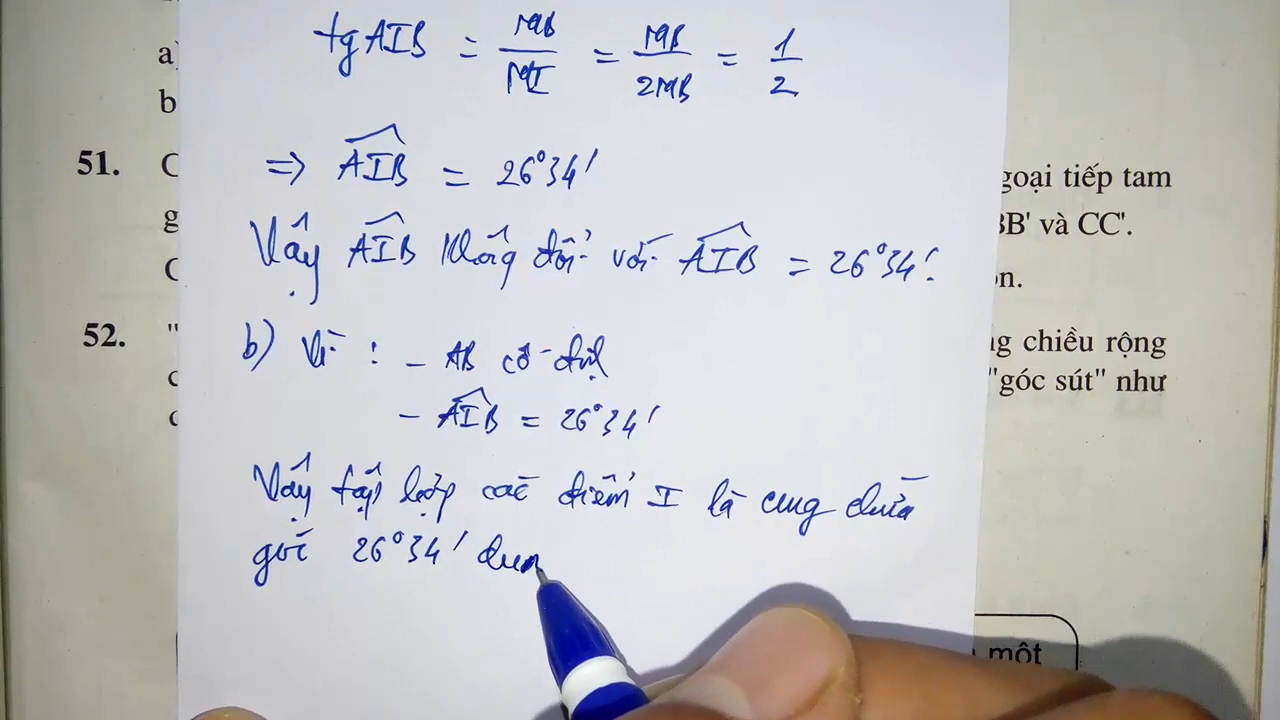 tgAIB = MB/MI = MB/2MB = 1/2
a)
b
=> AIB = 26°34'
51. C goại tiếp tam
g BB' và CC'.
Vậy AIB không đổi với AIB = 26°34'.
C ọn.
52. " ng chiều rộng
b) Vì : - AB cố định
c "góc sút" như
- AIB = 26°34'
c
Vậy tập hợp các điểm I là cung chứa
góc 26°34' dựn
một